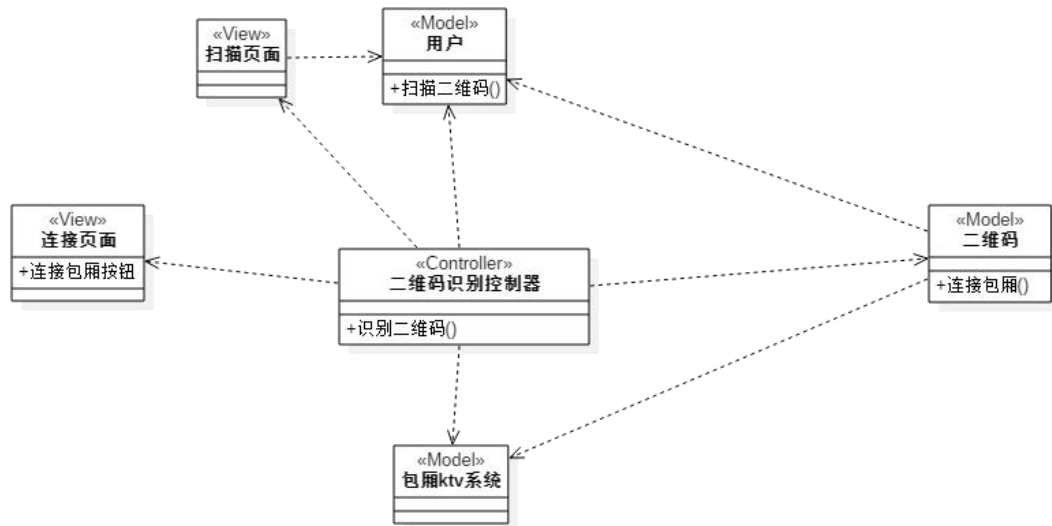 «View»
扫描页面
«Model»
用户
+扫描二维码()
«View»
连接页面
+连接包厢按钮
«Controller»
二维码识别控制器
+识别二维码()
«Model»
二维码
+连接包厢()
«Model»
包厢ktv系统